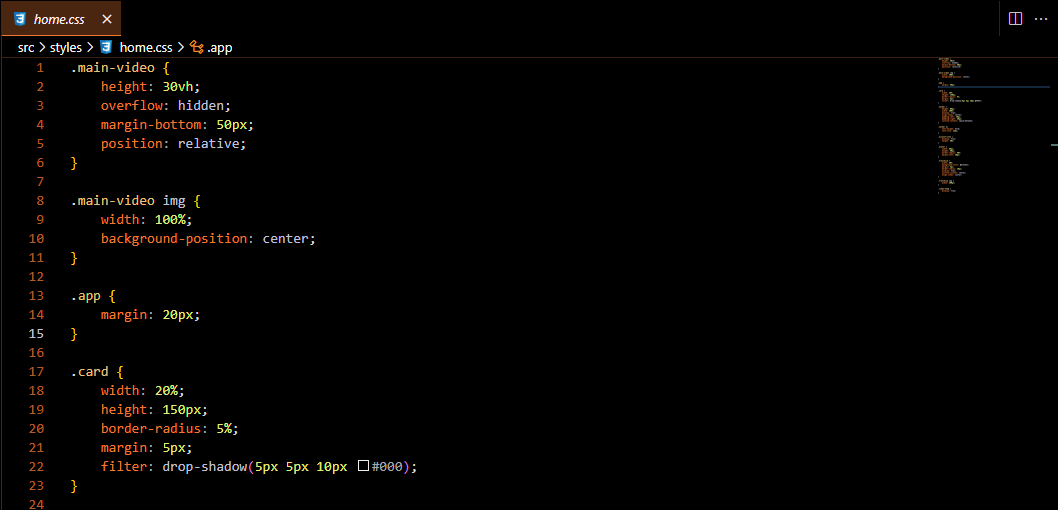 home.css
src > styles > home.css > .app
1 .main-video {
2 height: 30vh;
3 overflow: hidden;
4 margin-bottom: 50px;
5 position: relative;
6 }
7
8 .main-video img {
9 width: 100%;
10 background-position: center;
11 }
12
13 .app {
14 margin: 20px;
15 }
16
17 .card {
18 width: 20%;
19 height: 150px;
20 border-radius: 5%;
21 margin: 5px;
22 filter: drop-shadow(5px 5px 10px #000);
23 }
24